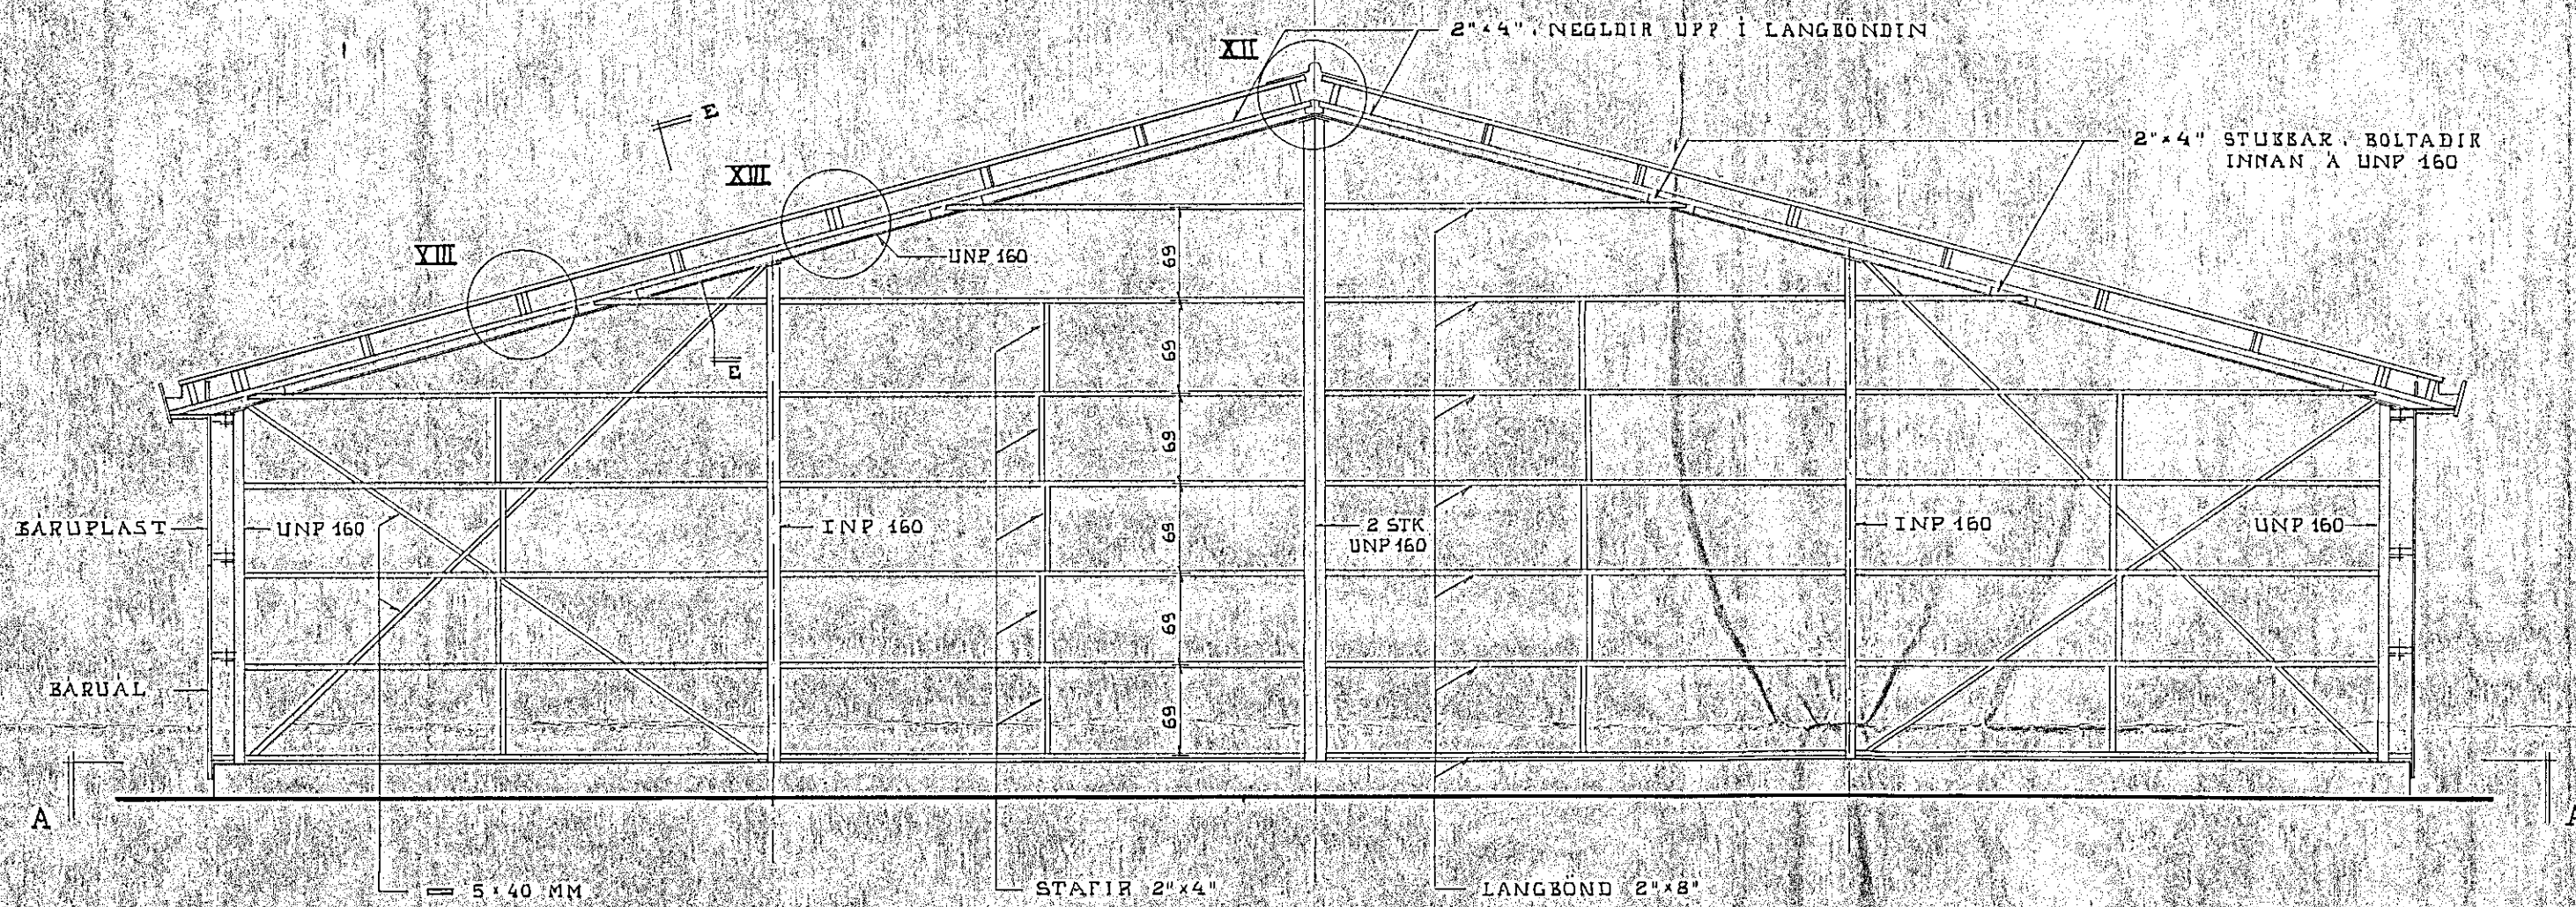 2"×4", NEGLDIR UPP Í LANGBÖNDIN
XII
E
2"×4" STUBBAR, BOLTAÐIR
INNAN Á UNP 160
XIII
XIII
UNP 160
E
69
69
69
69
69
69
BÁRUPLAST
UNP 160
INP 160
2 STK
UNP 160
INP 160
UNP 160
BÁRUÁL
A
A
5×40 MM
STAFIR 2"×4"
LANGBÖND 2"×8"